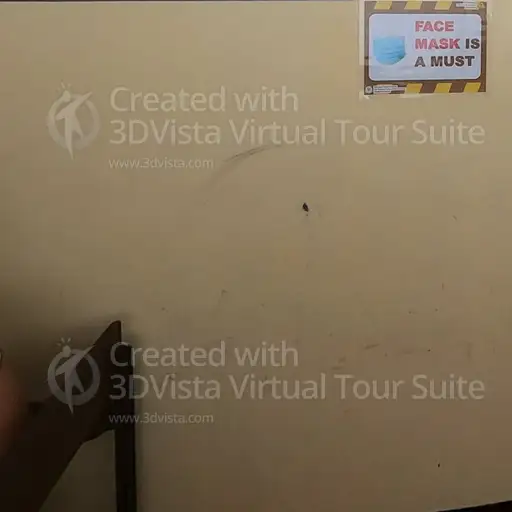 FACE
MASK IS
A MUST
Created with
3DVista Virtual Tour Suite
www.3dvista.com
Created with
3DVista Virtual Tour Suite
www.3dvista.com